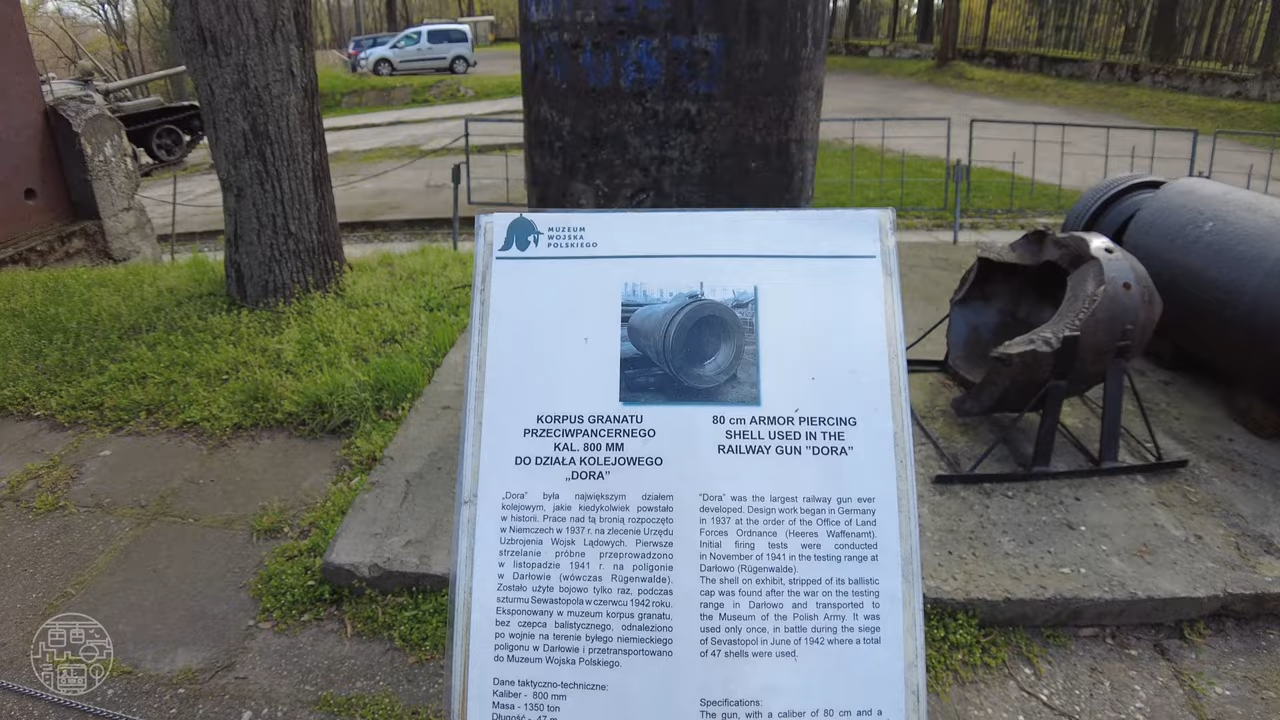 MUZEUM
WOJSKA
POLSKIEGO
KORPUS GRANATU
PRZECIWPANCERNEGO
KAL. 800 MM
DO DZIAŁA KOLEJOWEGO
„DORA”
„Dora” była największym działem
kolejowym, jakie kiedykolwiek powstało
w historii. Prace nad tą bronią rozpoczęto
w Niemczech w 1937 r. na zlecenie Urzędu
Uzbrojenia Wojsk Lądowych. Pierwsze
strzelanie próbne przeprowadzono
w listopadzie 1941 r. na poligonie
w Darłowie (wówczas Rügenwalde).
Zostało użyte bojowo tylko raz, podczas
szturmu Sewastopola w czerwcu 1942 roku.
Eksponowany w muzeum korpus granatu,
bez czepca balistycznego, odnaleziono
po wojnie na terenie byłego niemieckiego
poligonu w Darłowie i przetransportowano
do Muzeum Wojska Polskiego.
Dane taktyczno-techniczne:
Kaliber - 800 mm
Masa - 1350 ton
Długość - 47 m
80 cm ARMOR PIERCING
SHELL USED IN THE
RAILWAY GUN ”DORA”
”Dora” was the largest railway gun ever
developed. Design work began in Germany
in 1937 at the order of the Office of Land
Forces Ordnance (Heeres Waffenamt).
Initial firing tests were conducted
in November of 1941 in the testing range at
Darłowo (Rügenwalde).
The shell on exhibit, stripped of its ballistic
cap was found after the war on the testing
range in Darłowo and transported to
the Museum of the Polish Army. It was
used only once, in battle during the siege
of Sevastopol in June of 1942 where a total
of 47 shells were used.
Specifications:
The gun, with a caliber of 80 cm and a